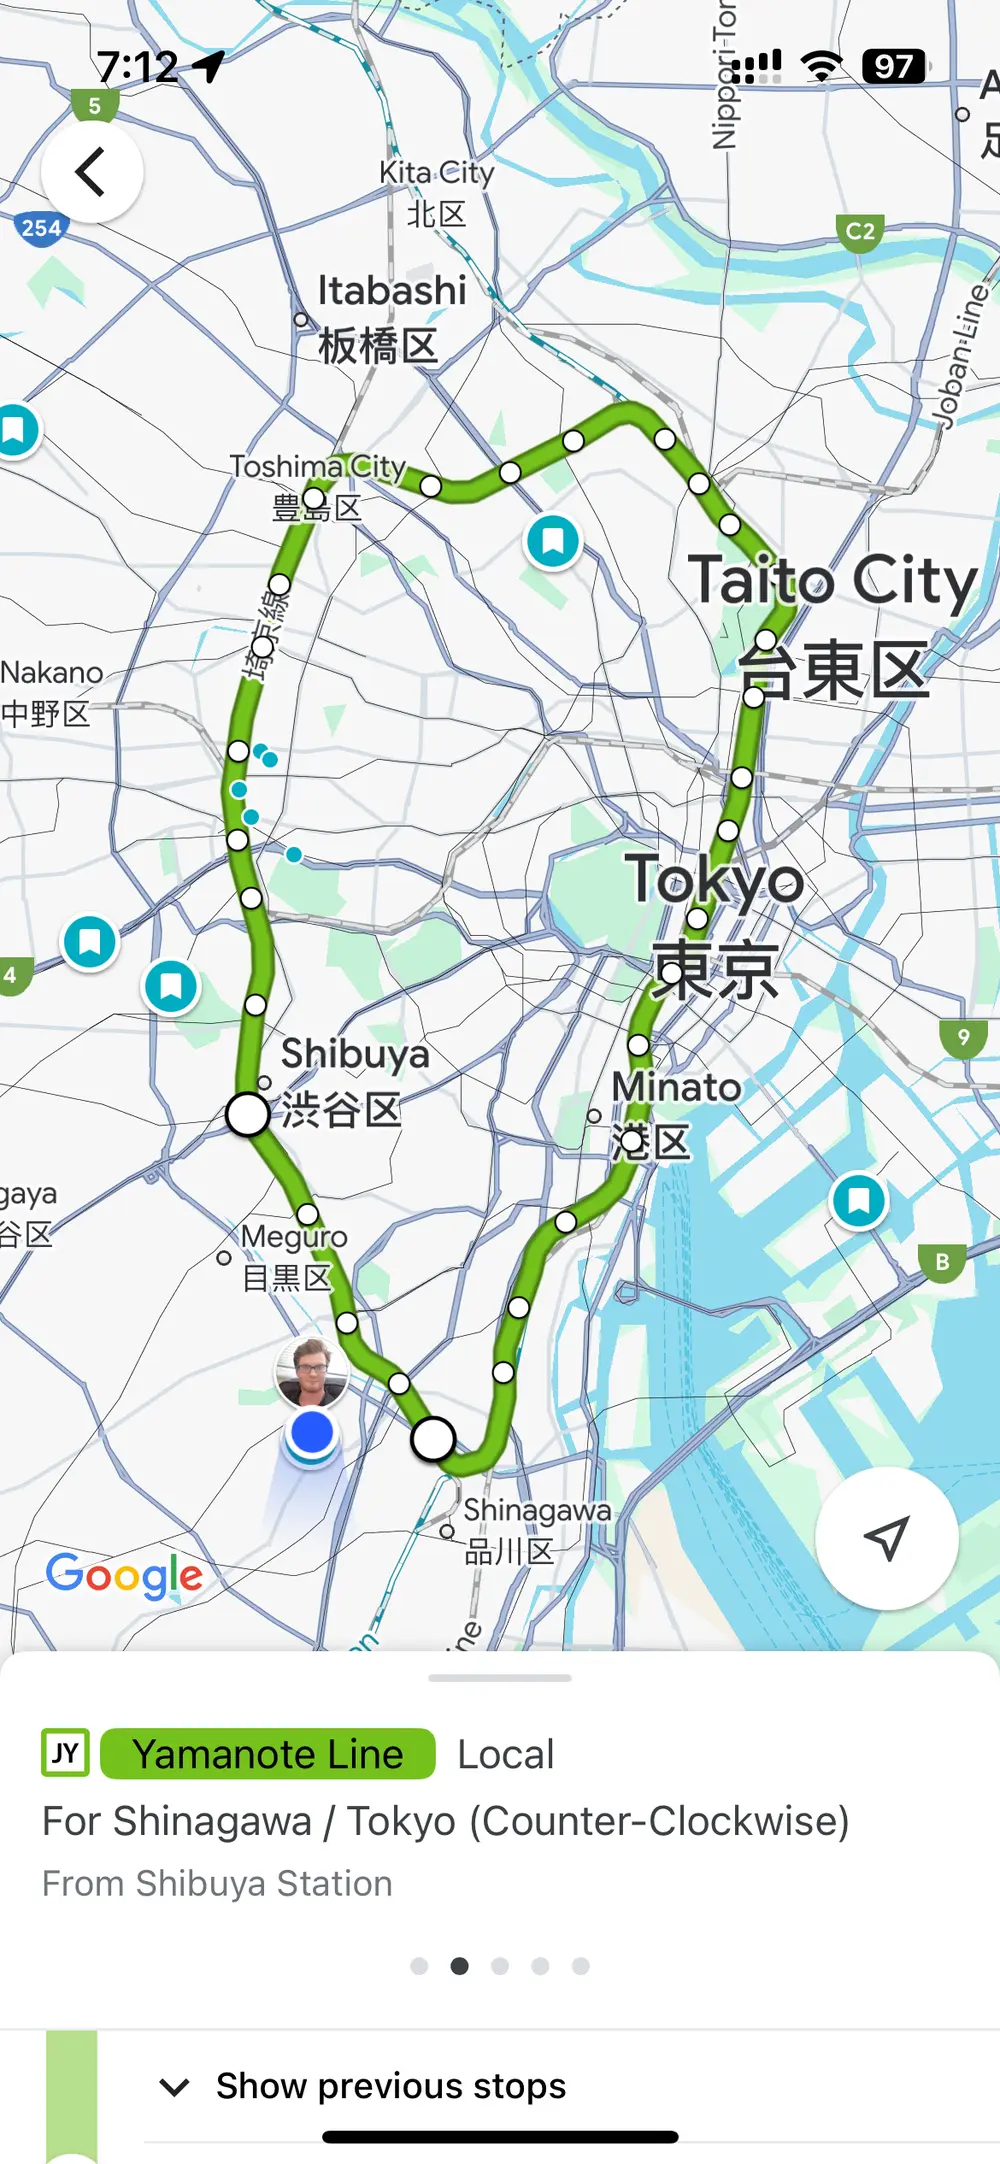 7:12
97
5
Nippori-Ton
Kita City
北区
254
C2
Itabashi
板橋区
Joban-Line
Toshima City
豊島区
Taito City
台東区
埼京線
Nakano
中野区
Tokyo
東京
4
9
Shibuya
渋谷区
Minato
港区
gaya
谷区
Meguro
目黒区
B
Shinagawa
品川区
Google
JY Yamanote Line Local
For Shinagawa / Tokyo (Counter-Clockwise)
From Shibuya Station
Show previous stops